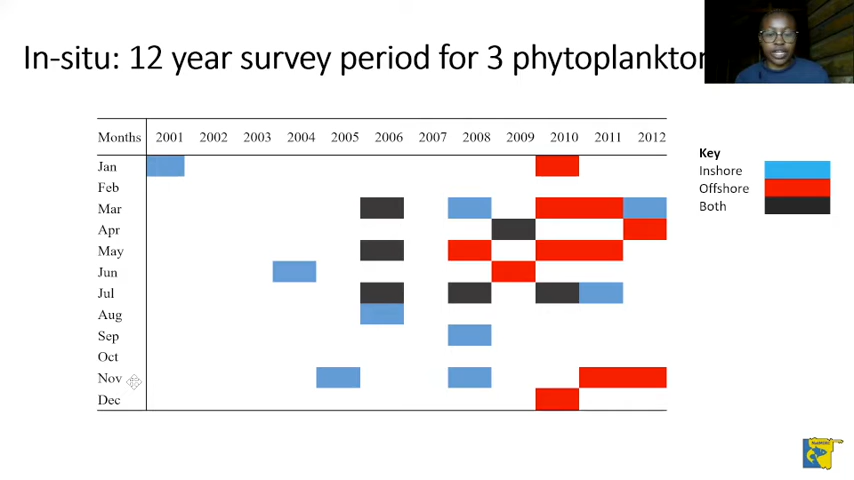 In-situ: 12 year survey period for 3 phytoplankton
Months 2001 2002 2003 2004 2005 2006 2007 2008 2009 2010 2011 2012
Jan
Feb
Mar
Apr
May
Jun
Jul
Aug
Sep
Oct
Nov
Dec
Key
Inshore
Offshore
Both